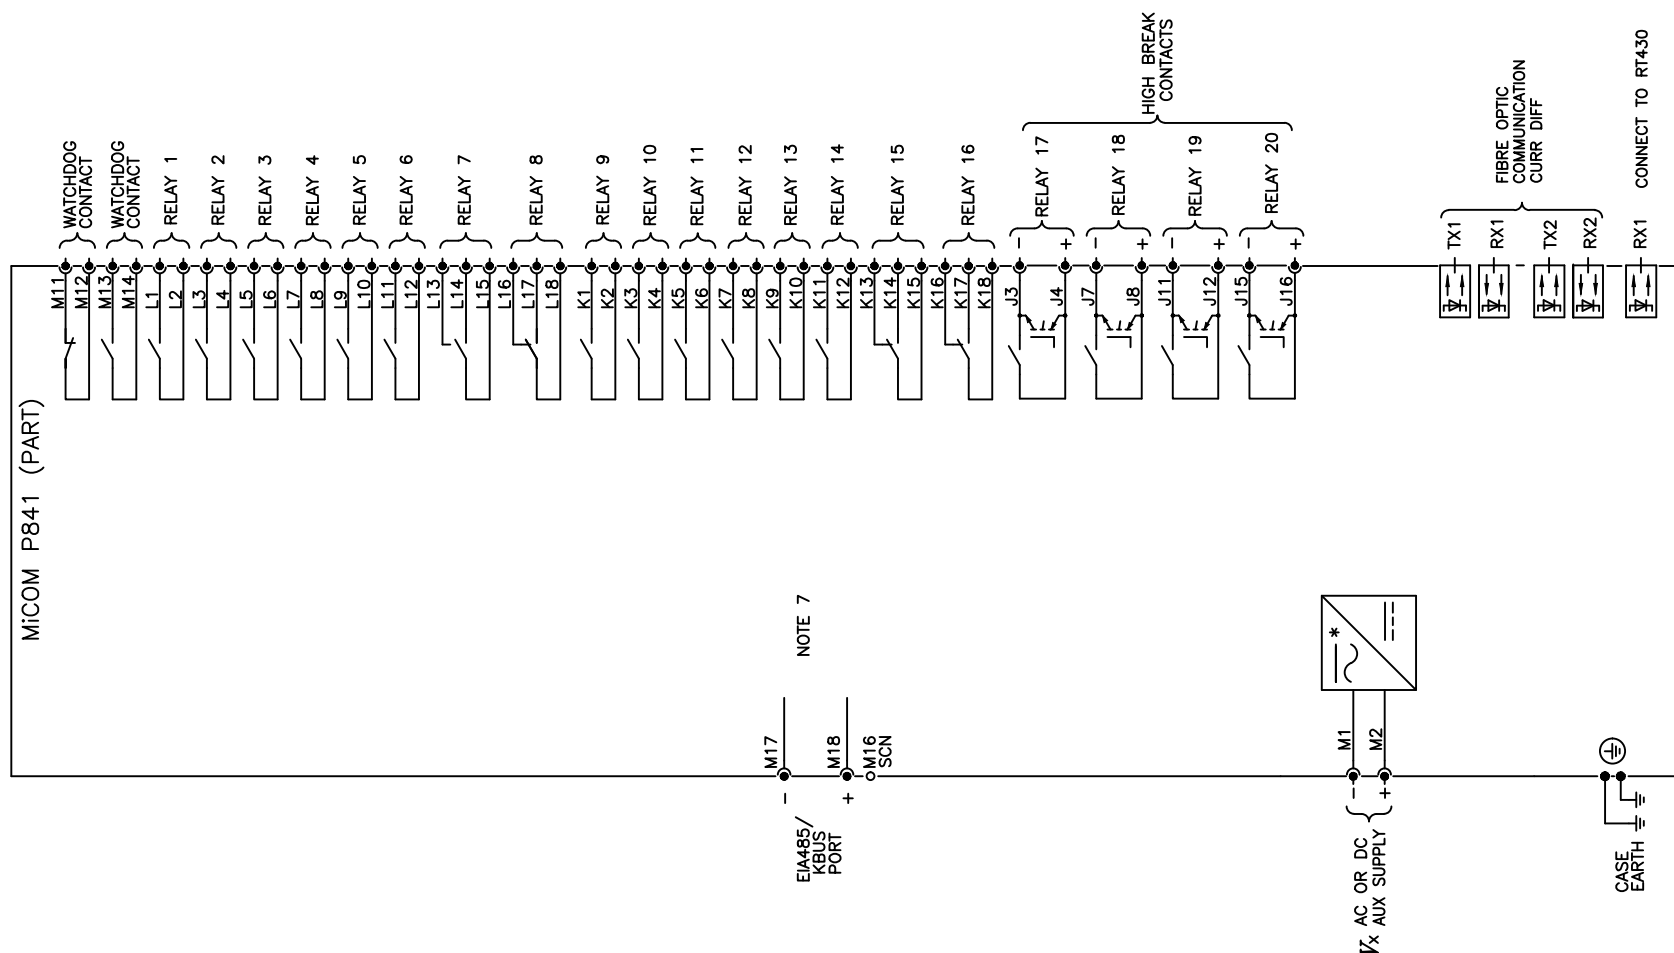 MiCOM P841 (PART)
WATCHDOG
CONTACT
WATCHDOG
CONTACT
RELAY 1
RELAY 2
RELAY 3
RELAY 4
RELAY 5
RELAY 6
RELAY 7
RELAY 8
RELAY 9
RELAY 10
RELAY 11
RELAY 12
RELAY 13
RELAY 14
RELAY 15
RELAY 16
RELAY 17
RELAY 18
RELAY 19
RELAY 20
HIGH BREAK
CONTACTS
-
+
-
+
-
+
-
+
M11
M12
M13
M14
L1
L2
L3
L4
L5
L6
L7
L8
L9
L10
L11
L12
L13
L14
L15
L16
L17
L18
K1
K2
K3
K4
K5
K6
K7
K8
K9
K10
K11
K12
K13
K14
K15
K16
K17
K18
J3
J4
J7
J8
J11
J12
J15
J16
FIBRE OPTIC
COMMUNICATION
CURR DIFF
TX1
RX1
TX2
RX2
CONNECT TO RT430
RX1
NOTE 7
M17
M18
M16
SCN
-
+
EIA485/
KBUS
PORT
*
M1
M2
-
+
Vx AC OR DC
AUX SUPPLY
CASE
EARTH